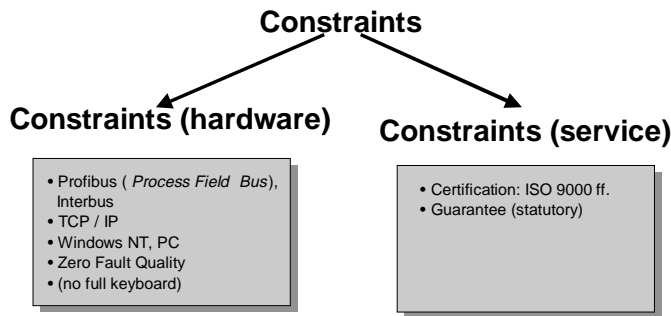 Constraints
Constraints (hardware)
Constraints (service)
• Profibus ( Process Field Bus),
Interbus
• TCP / IP
• Windows NT, PC
• Zero Fault Quality
• (no full keyboard)
• Certification: ISO 9000 ff.
• Guarantee (statutory)